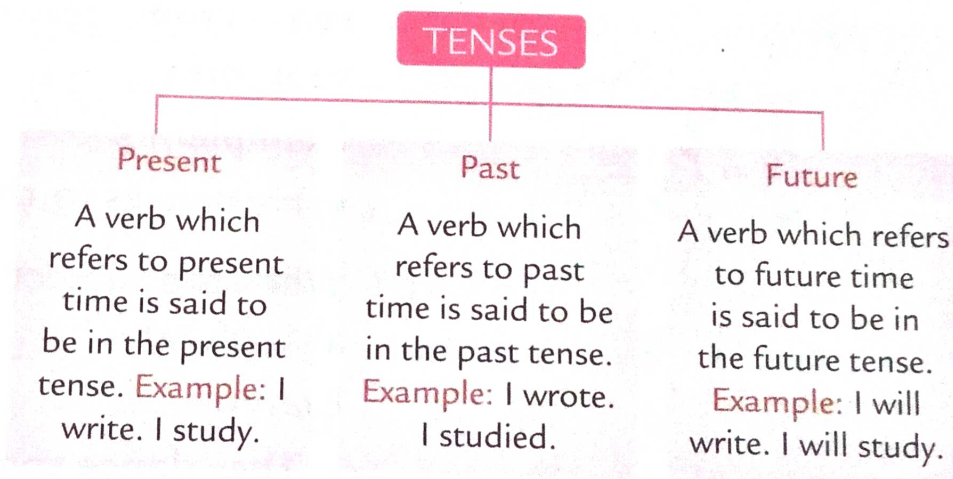 TENSES
Present
A verb which
refers to present
time is said to
be in the present
tense. Example: I
write. I study.
Past
A verb which
refers to past
time is said to be
in the past tense.
Example: I wrote.
I studied.
Future
A verb which refers
to future time
is said to be in
the future tense.
Example: I will
write. I will study.